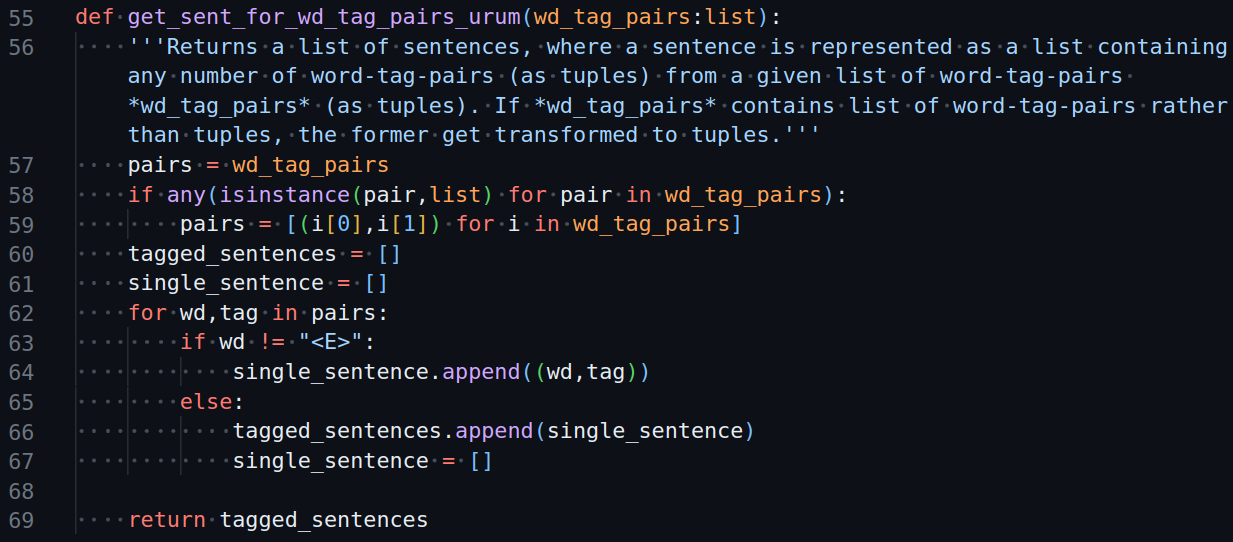 55 def get_sent_for_wd_tag_pairs_urum(wd_tag_pairs:list):
56     '''Returns a list of sentences, where a sentence is represented as a list containing
any number of word-tag-pairs (as tuples) from a given list of word-tag-pairs
*wd_tag_pairs* (as tuples). If *wd_tag_pairs* contains list of word-tag-pairs rather
than tuples, the former get transformed to tuples.'''
57     pairs = wd_tag_pairs
58     if any(isinstance(pair,list) for pair in wd_tag_pairs):
59         pairs = [(i[0],i[1]) for i in wd_tag_pairs]
60     tagged_sentences = []
61     single_sentence = []
62     for wd,tag in pairs:
63         if wd != "<E>":
64             single_sentence.append((wd,tag))
65         else:
66             tagged_sentences.append(single_sentence)
67             single_sentence = []
68
69     return tagged_sentences